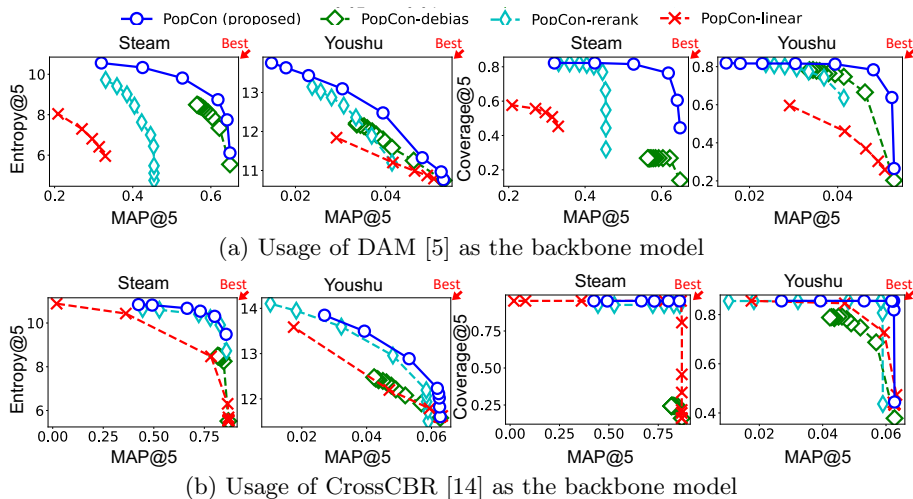 PopCon (proposed) PopCon-debias PopCon-rerank PopCon-linear
Steam Best Youshu Best Steam Best Youshu Best
Entropy@5 10 8 6 13 12 11 Coverage@5 0.8 0.6 0.4 0.2 0.8 0.6 0.4 0.2
0.2 0.4 0.6 0.02 0.04 0.2 0.4 0.6 0.02 0.04
MAP@5 MAP@5 MAP@5 MAP@5
(a) Usage of DAM [5] as the backbone model
Steam Best Youshu Best Steam Best Youshu Best
Entropy@5 10 8 6 14 13 12 Coverage@5 0.75 0.50 0.25 0.8 0.6 0.4
0.00 0.25 0.50 0.75 0.02 0.04 0.06 0.00 0.25 0.50 0.75 0.02 0.04 0.06
MAP@5 MAP@5 MAP@5 MAP@5
(b) Usage of CrossCBR [14] as the backbone model